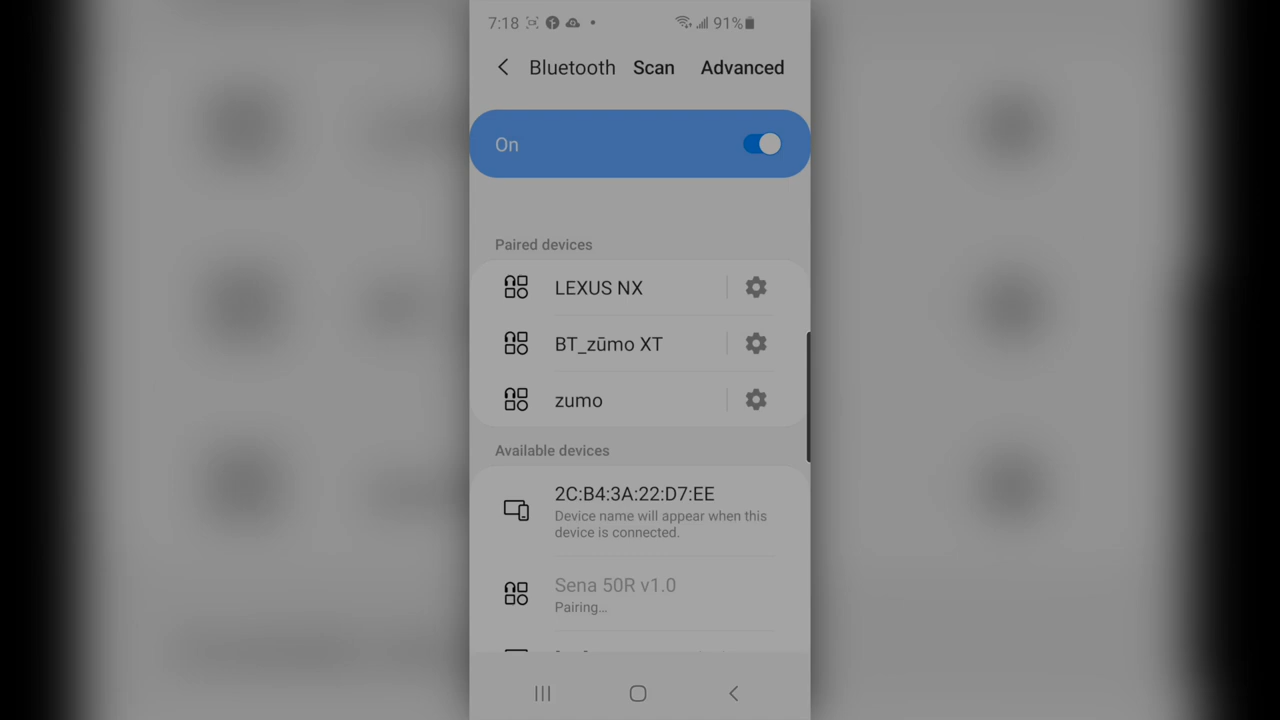 7:18 91%
Bluetooth Scan Advanced
On
Paired devices
LEXUS NX
BT_zūmo XT
zumo
Available devices
2C:B4:3A:22:D7:EE
Device name will appear when this
device is connected.
Sena 50R v1.0
Pairing...